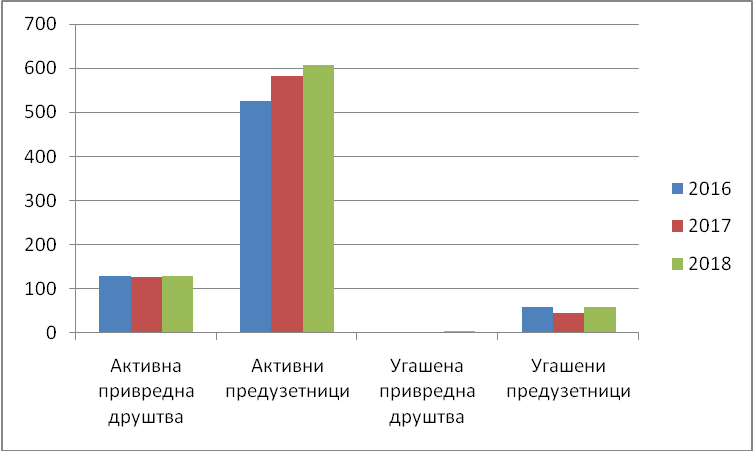 700
600
500
400
300
200
100
0
Активна
привредна
друштва
Активни
предузетници
Угашена
привредна
друштва
Угашени
предузетници
2016
2017
2018